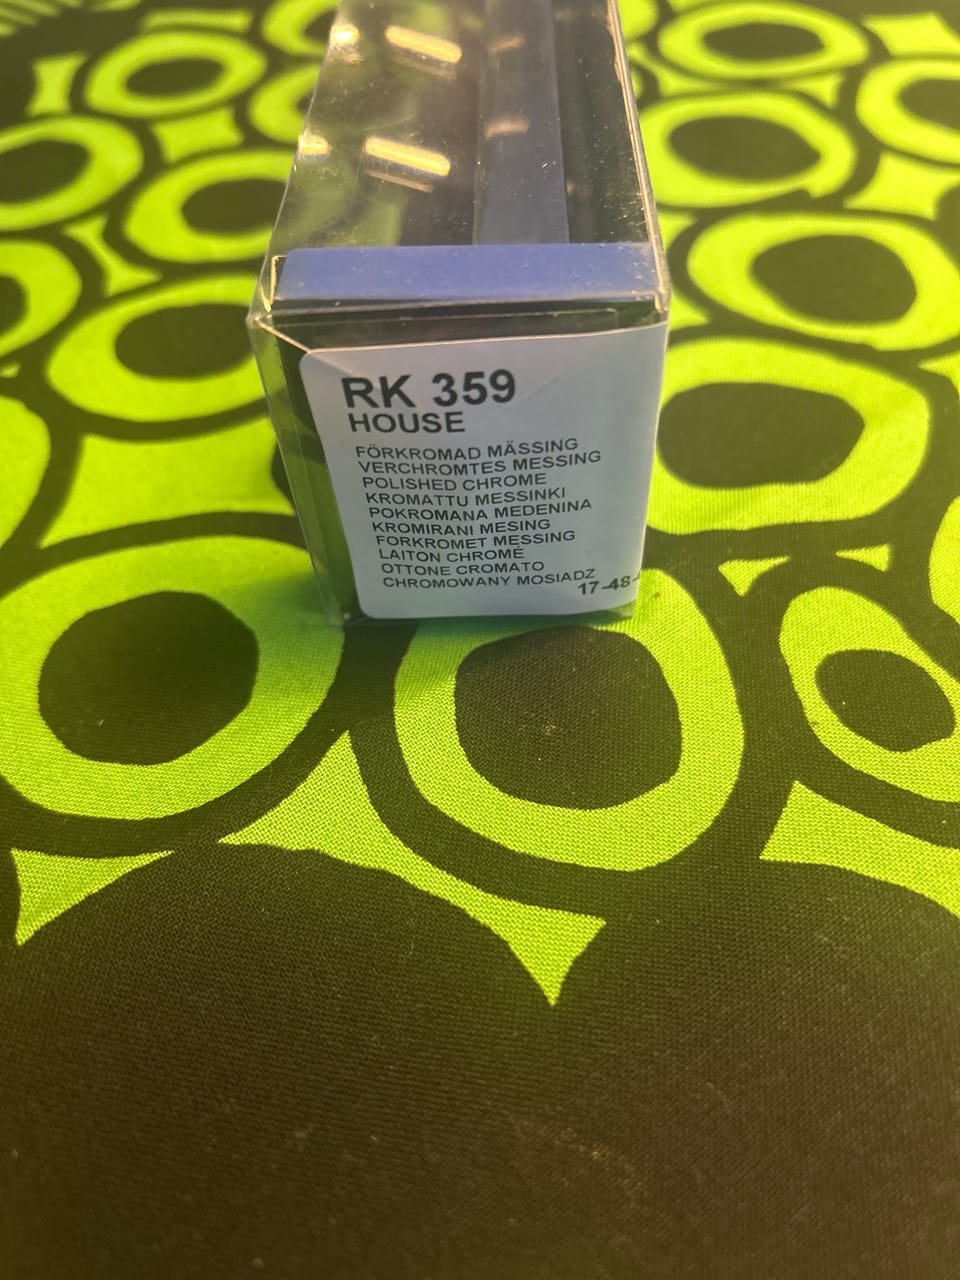 RK 359
HOUSE
FÖRKROMAD MÄSSING
VERCHROMTES MESSING
POLISHED CHROME
KROMATTU MESSINKI
POKROMANA MEDENINA
KROMIRANI MESING
FORKROMET MESSING
LAITON CHROMÉ
OTTONE CROMATO
CHROMOWANY MOSIADZ
17-48-